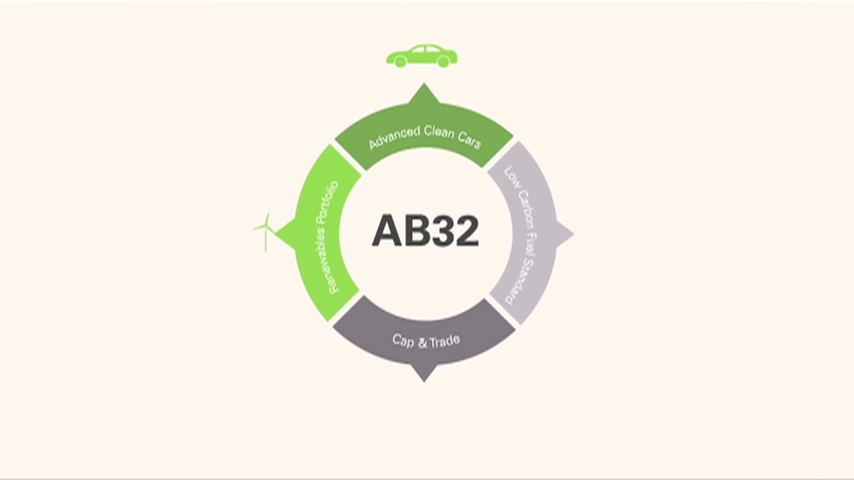 Advanced Clean Cars
Renewables Portfolio
AB32
Low Carbon Fuel Standard
Cap & Trade